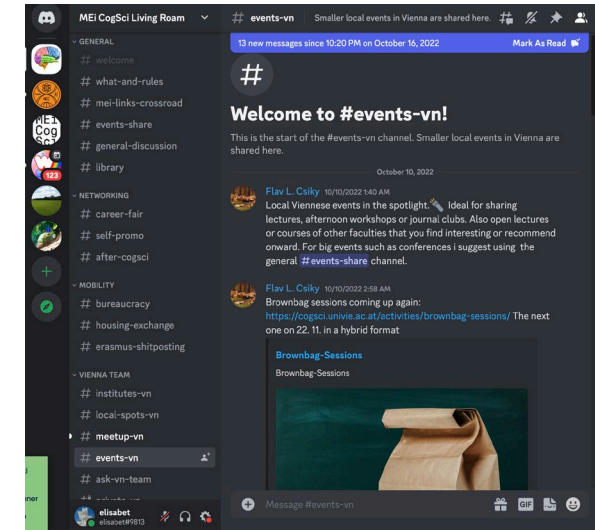 MEi CogSci Living Roam
GENERAL
# welcome
# what-and-rules
# mei-links-crossroad
# events-share
# general-discussion
# library
NETWORKING
# career-fair
# self-promo
# after-cogsci
MOBILITY
# bureaucracy
# housing-exchange
# erasmus-shitposting
VIENNA TEAM
# institutes-vn
# local-spots-vn
# meetup-vn
# events-vn
# ask-vn-team
MEI
Cog
Sci
123
elisabet
elisabet#9813
# events-vn Smaller local events in Vienna are shared here.
13 new messages since 10:20 PM on October 16, 2022 Mark As Read
#
Welcome to #events-vn!
This is the start of the #events-vn channel. Smaller local events in Vienna are
shared here.
October 10, 2022
Flav L. Csiky 10/10/2022 1:40 AM
Local Viennese events in the spotlight. Ideal for sharing
lectures, afternoon workshops or journal clubs. Also open lectures
or courses of other faculties that you find interesting or recommend
onward. For big events such as conferences i suggest using the
general #events-share channel.
Flav L. Csiky 10/10/2022 2:58 AM
Brownbag sessions coming up again:
https://cogsci.univie.ac.at/activities/brownbag-sessions/ The next
one on 22. 11. in a hybrid format
Brownbag-Sessions
Brownbag-Sessions
Message #events-vn
GIF